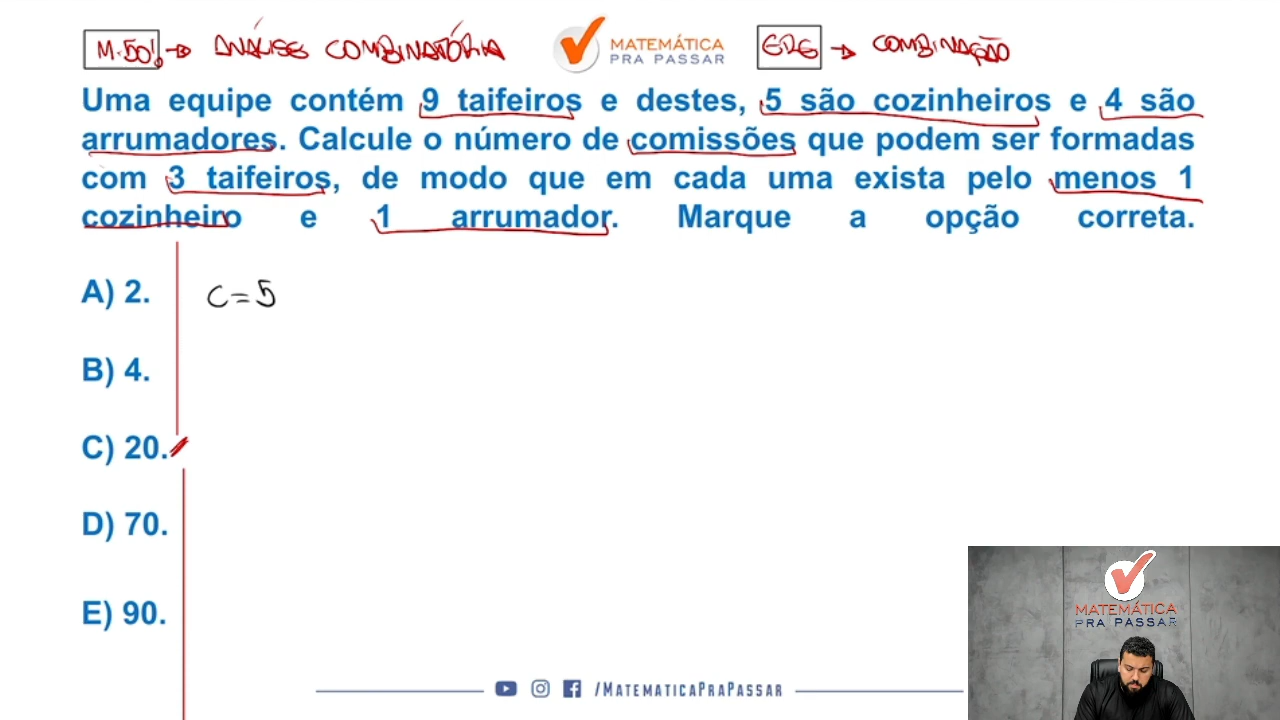 M.50! → ANÁLISES COMBINATÓRIA
MATEMÁTICA
PRA PASSAR
→ COMBINAÇÃO
Uma equipe contém 9 taifeiros e destes, 5 são cozinheiros e 4 são
arrumadores. Calcule o número de comissões que podem ser formadas
com 3 taifeiros, de modo que em cada uma exista pelo menos 1
cozinheiro e 1 arrumador. Marque a opção correta.
A) 2.
C=5
B) 4.
C) 20.
D) 70.
E) 90.
MATEMÁTICA
PRA PASSAR
/MATEMATICAPRAPASSAR